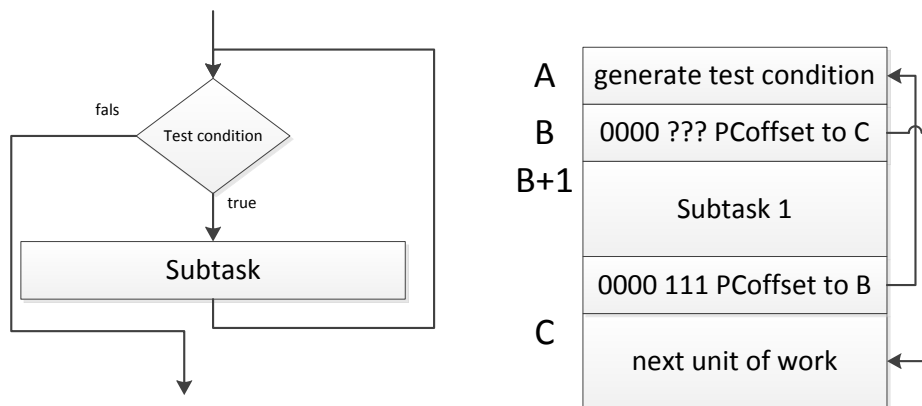 fals
Test condition
true
Subtask
A
generate test condition
B
0000 ??? PCoffset to C
B+1
Subtask 1
0000 111 PCoffset to B
C
next unit of work